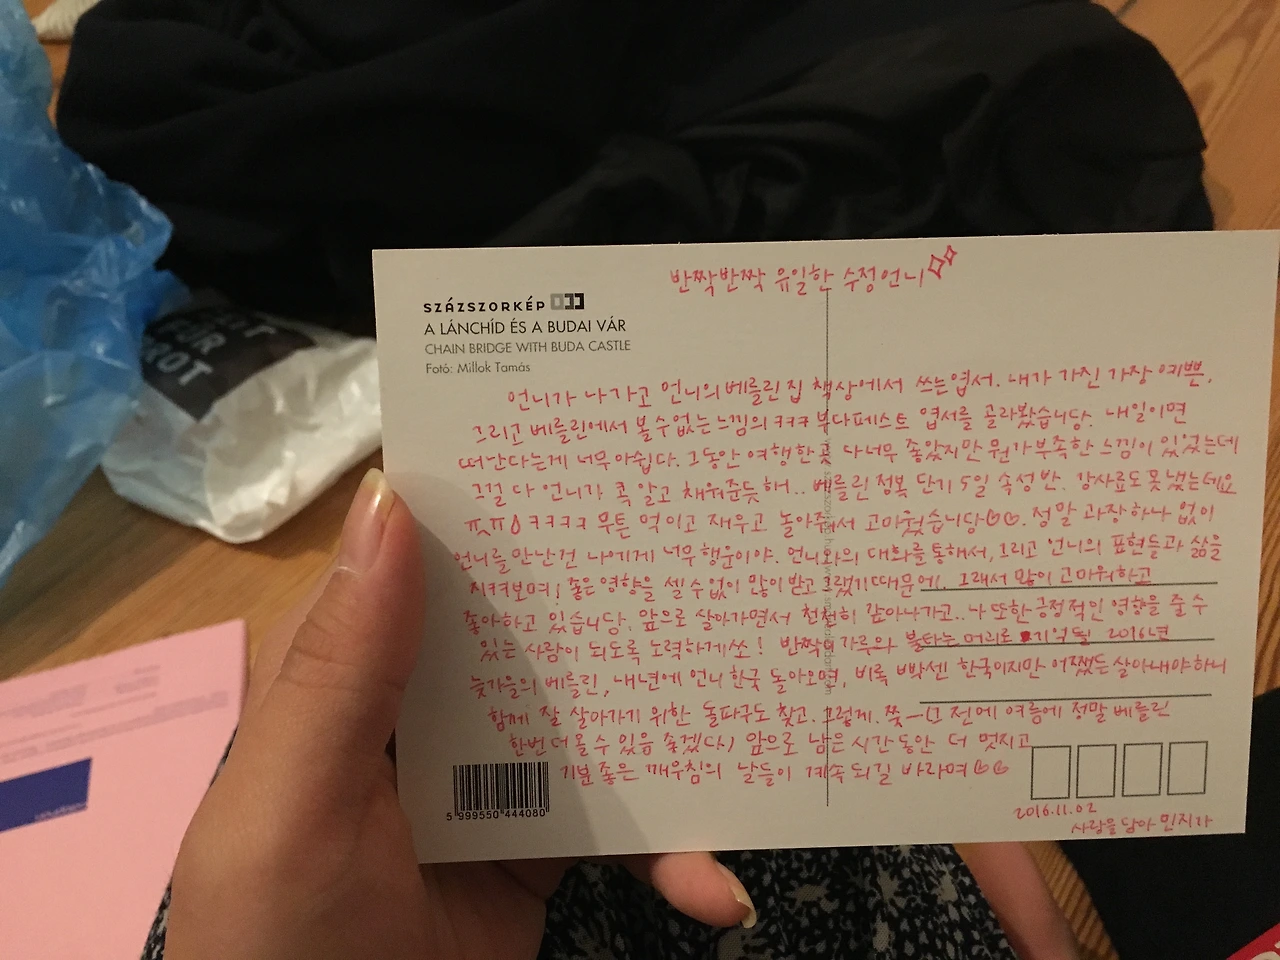 반짝반짝 유일한 수정언니
SZÁZSZORKÉP
A LÁNCHÍD ÉS A BUDAI VÁR
CHAIN BRIDGE WITH BUDA CASTLE
Fotó: Millok Tamás
언니가 나가고 언니의 베를린 집 책상에서 쓰는 엽서. 내가 가진 가장 예쁜,
그리고 베를린에서 볼 수 없는 느낌의 ㅋㅋㅋ 부다페스트 엽서를 골라봤습니당. 내일이면
떠난다는게 너무 아쉽다. 그동안 여행한 곳 다 너무 좋았지만 뭔가 부족한 느낌이 있었는데
그걸 다 언니가 콕 알고 채워준듯 해.. 베를린 정복 단기 5일 속성반. 강사료도 못 냈는데요
ㅠㅠ ㅋㅋㅋㅋ 무튼 먹이고 재우고 놀아주셔서 고마웠습니당♡♡. 정말 과장 하나 없이
언니를 만난건 나에게 너무 행운이야. 언니와의 대화를 통해서, 그리고 언니의 표현들과 삶을
지켜보며! 좋은 영향을 셀 수 없이 많이 받고 그랬기 때문에!. 그래서 많이 고마워하고
좋아하고 있습니당. 앞으로 살아가면서 천천히 갚아나가고.. 나 또한 긍정적인 영향을 줄 수
있는 사람이 되도록 노력하게쏘! 반짝이 가루와 불타는 머리로 기억될 2016년
늦가을의 베를린, 내년에 언니 한국 돌아오면, 비록 빡센 한국이지만 어쨌든 살아내야하니
함께 잘 살아가기 위한 돌파구도 찾고. 그렇게. 쭞 전에 여름에 정말 베를린
한번 더 올 수 있음 좋겠다) 앞으로 남은 시간동안 더 멋지고
기분 좋은 깨우침의 날들이 계속 되길 바라며♡♡
2016.11.02
사랑을 담아 민지가
5 999550 444080
FÜR
ROT